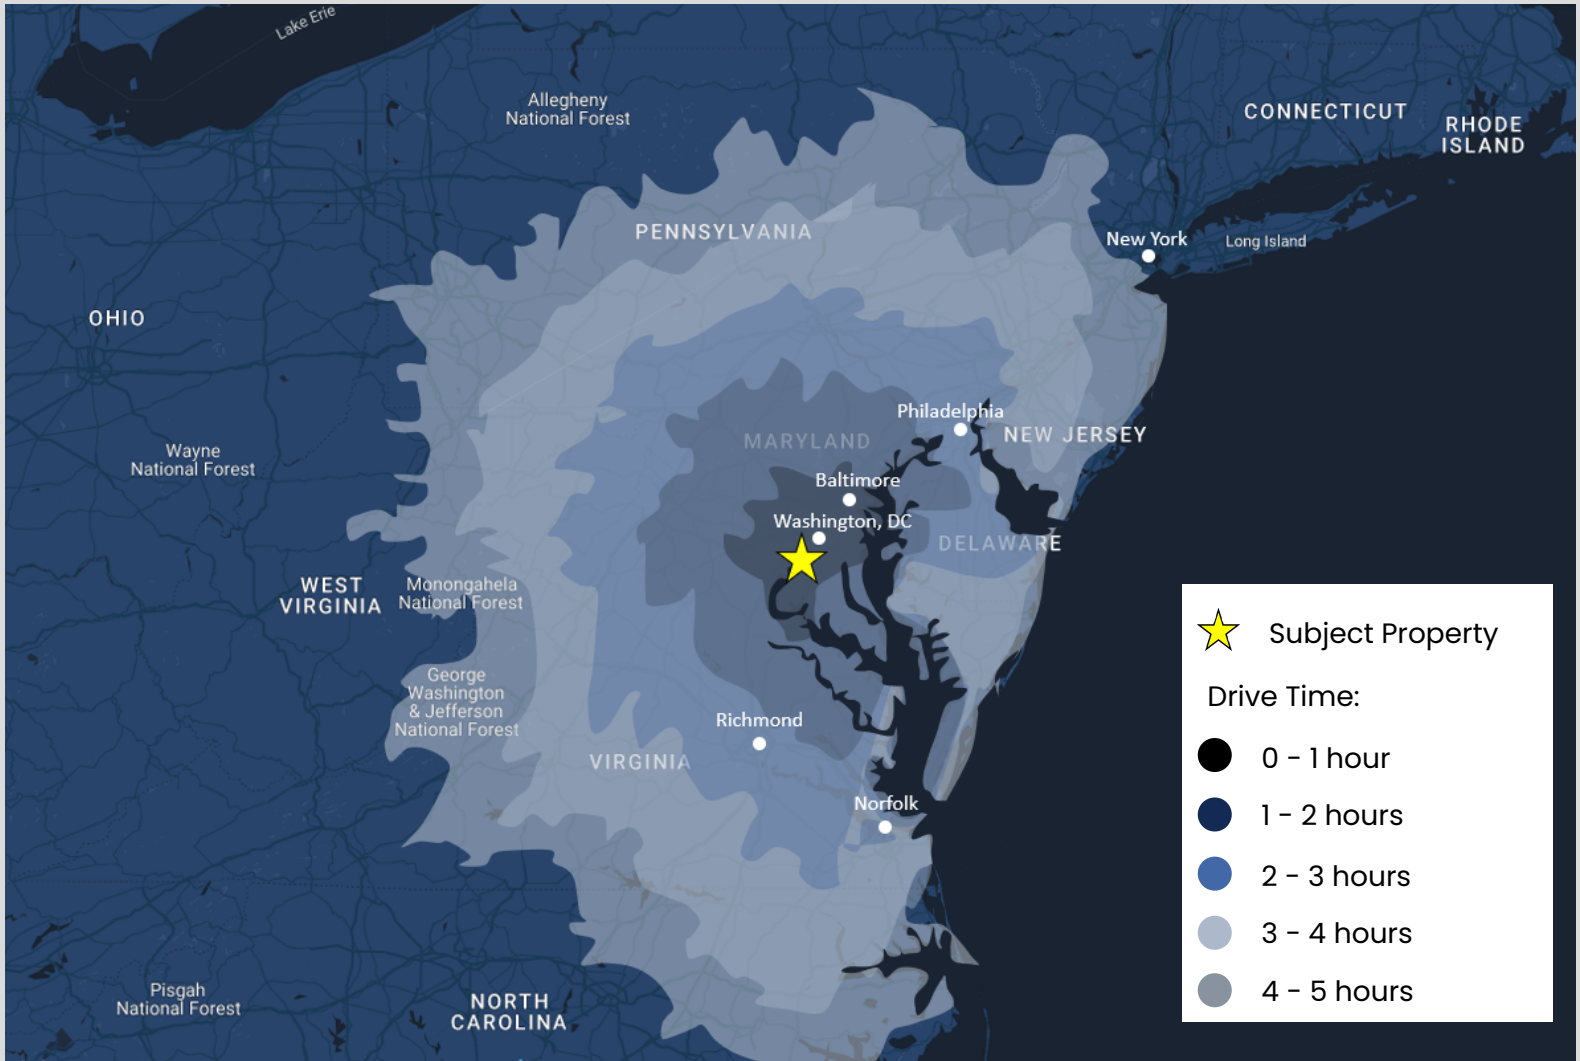 Lake Erie
Allegheny
National Forest
CONNECTICUT
RHODE
ISLAND
PENNSYLVANIA
New York
Long Island
OHIO
Philadelphia
NEW JERSEY
MARYLAND
Wayne
National Forest
Baltimore
Washington, DC
DELAWARE
WEST
VIRGINIA
Monongahela
National Forest
George
Washington
& Jefferson
National Forest
Richmond
VIRGINIA
Norfolk
Pisgah
National Forest
NORTH
CAROLINA
Subject Property
Drive Time:
0 - 1 hour
1 - 2 hours
2 - 3 hours
3 - 4 hours
4 - 5 hours